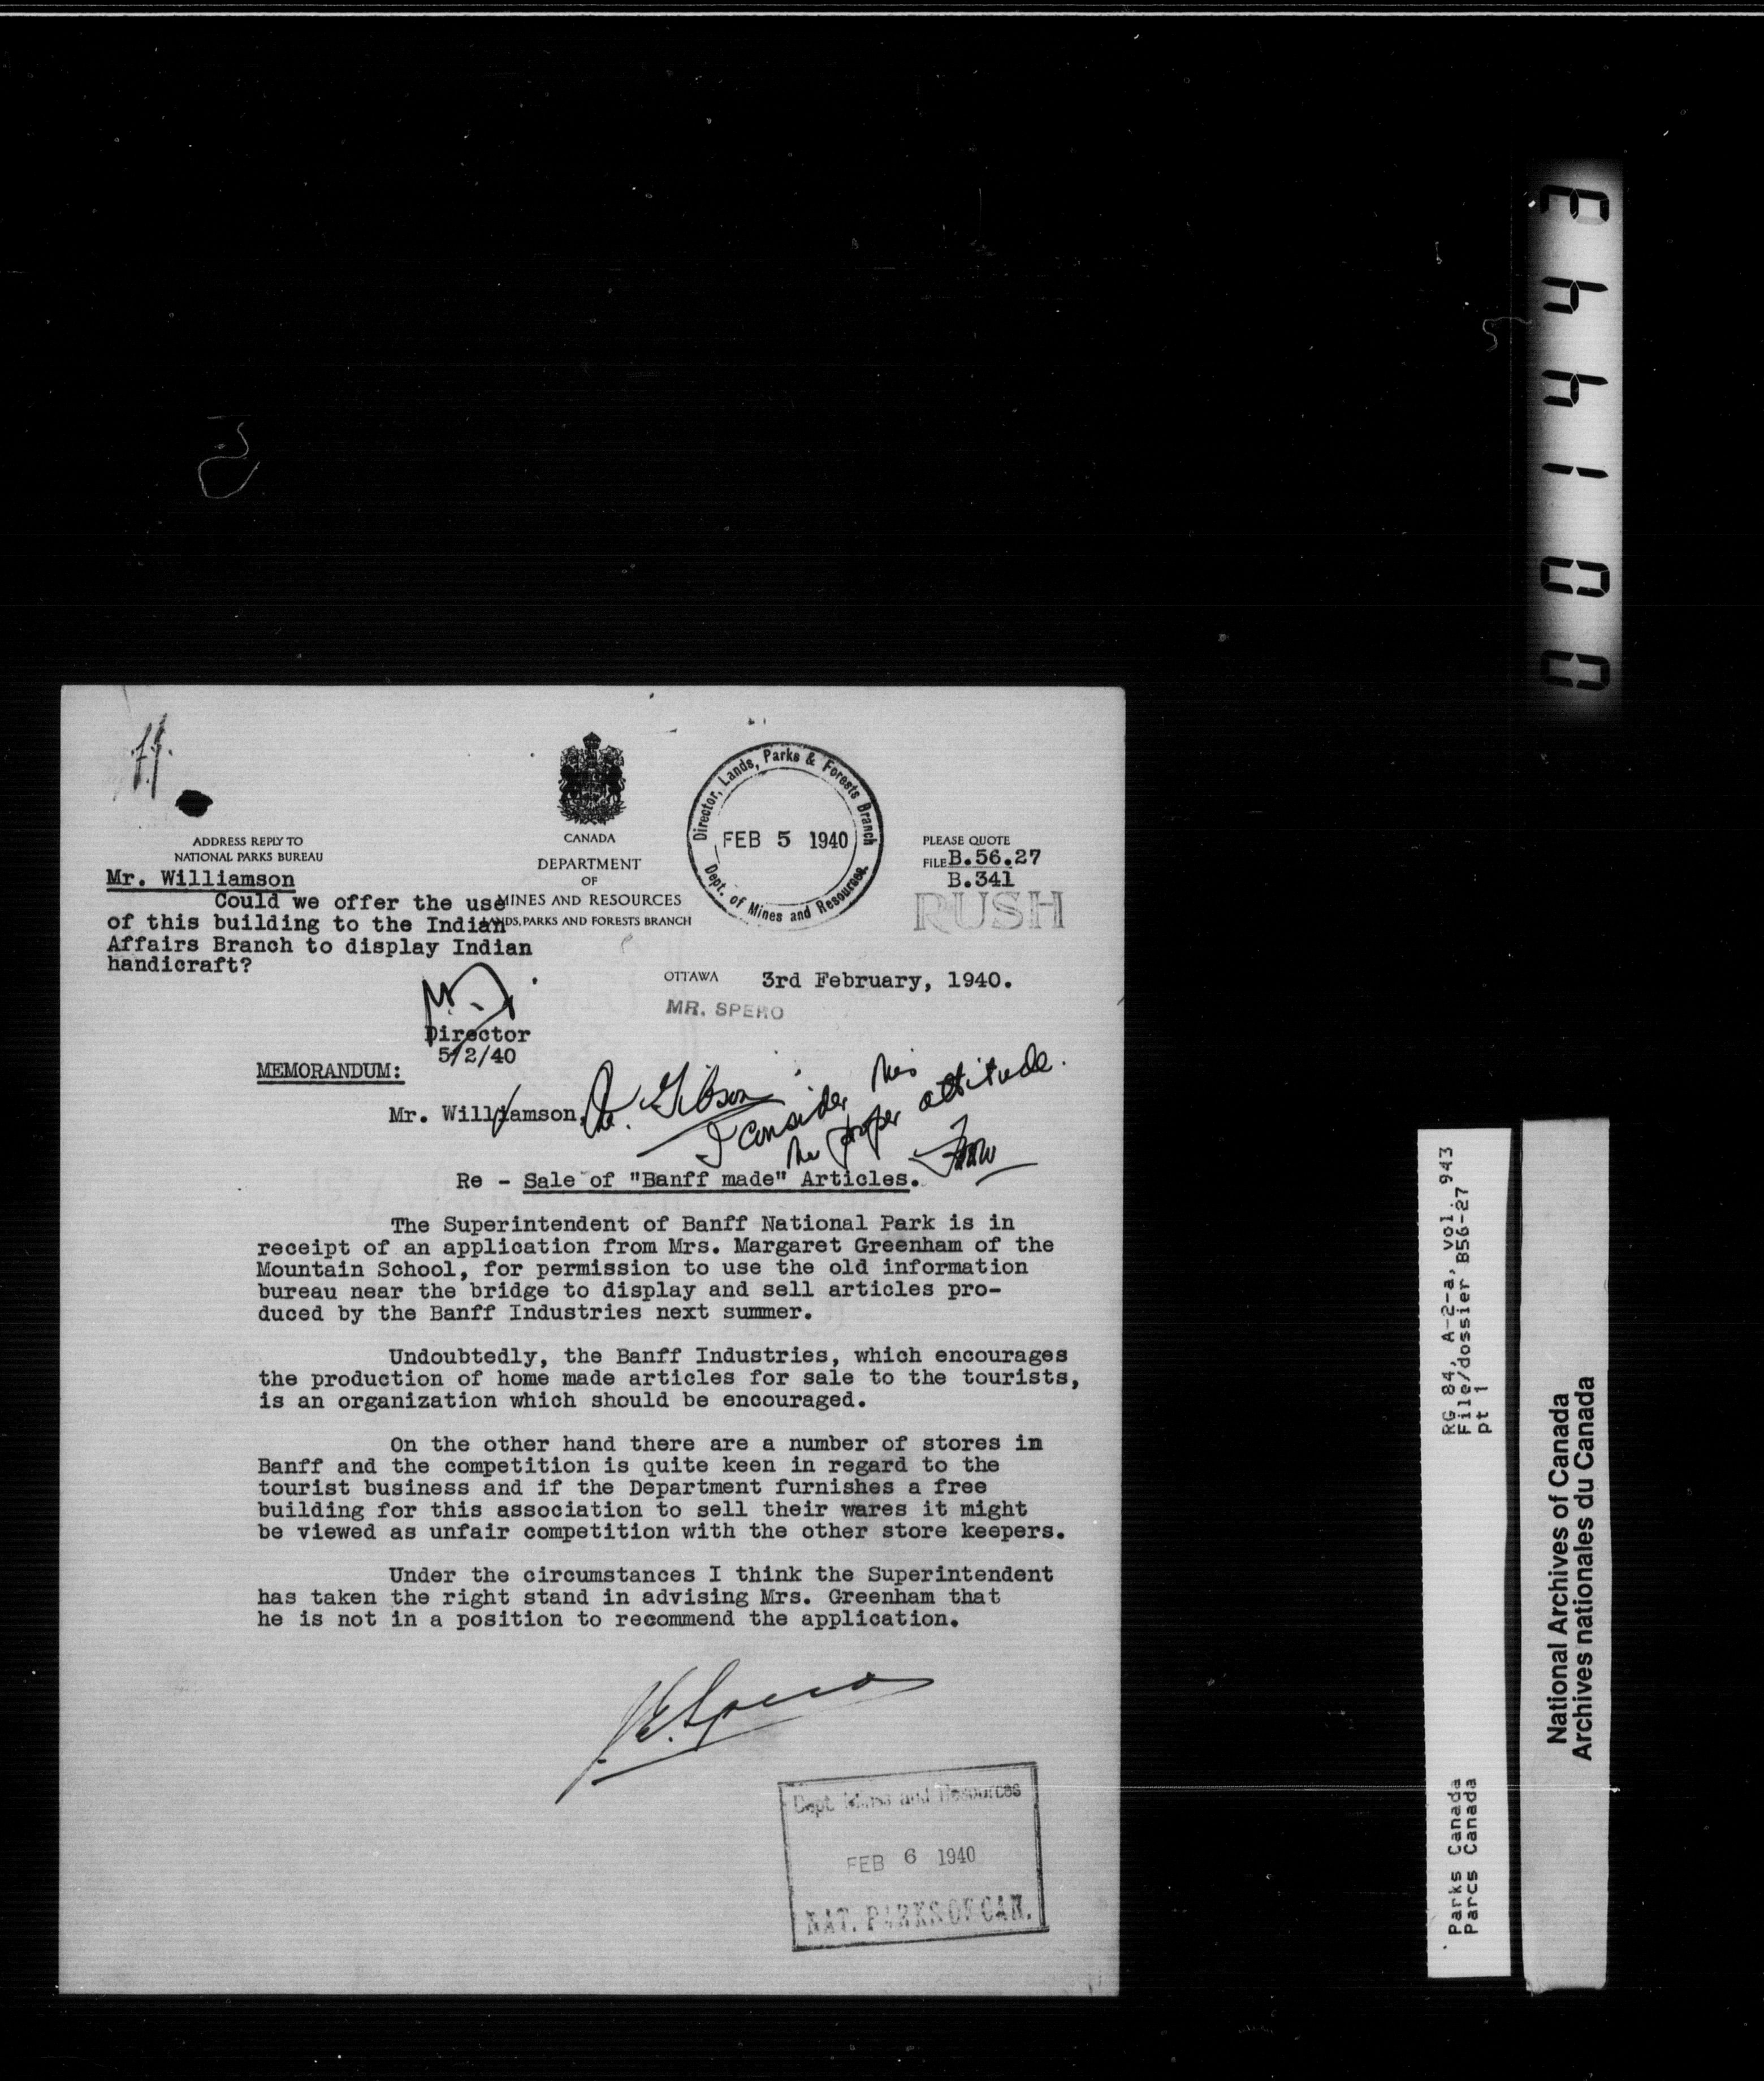 ff.
ADDRESS REPLY TO
NATIONAL PARKS BUREAU
CANADA
DEPARTMENT
OF
MINES AND RESOURCES
LANDS, PARKS AND FORESTS BRANCH
Director, Lands, Parks & Forests Branch
FEB 5 1940
Dept. of Mines and Resources.
PLEASE QUOTE
FILE B.56.27
B.341
RUSH
Mr. Williamson
Could we offer the use
of this building to the Indian
Affairs Branch to display Indian
handicraft?
Director
5/2/40
OTTAWA 3rd February, 1940.
MR. SPERO
MEMORANDUM:
Mr. Williamson,
Mr. Gibson
I consider this
the proper attitude.
Re - Sale of "Banff made" Articles.
The Superintendent of Banff National Park is in
receipt of an application from Mrs. Margaret Greenham of the
Mountain School, for permission to use the old information
bureau near the bridge to display and sell articles pro-
duced by the Banff Industries next summer.
Undoubtedly, the Banff Industries, which encourages
the production of home made articles for sale to the tourists,
is an organization which should be encouraged.
On the other hand there are a number of stores in
Banff and the competition is quite keen in regard to the
tourist business and if the Department furnishes a free
building for this association to sell their wares it might
be viewed as unfair competition with the other store keepers.
Under the circumstances I think the Superintendent
has taken the right stand in advising Mrs. Greenham that
he is not in a position to recommend the application.
J.E. Spero
Dept. Mines and Resources
FEB 6 1940
NAT. PARKS OF CAN.
001443
RG 84, A-2-a, vol. 943
File/dossier B56-27
pt 1
Parks Canada
Parcs Canada
National Archives of Canada
Archives nationales du Canada